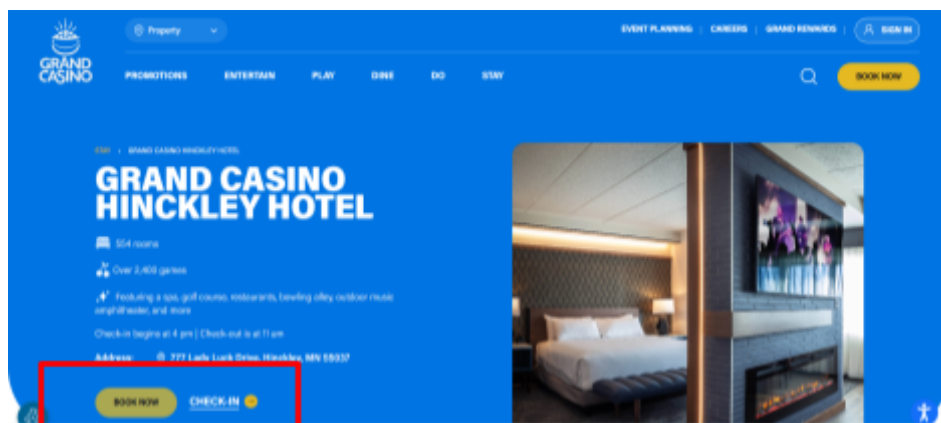 Property
EVENT PLANNING | CAREERS | GRAND REWARDS | SIGN IN
GRAND
CASINO
PROMOTIONS ENTERTAIN PLAY DINE DO STAY
BOOK NOW
STAY › GRAND CASINO HINCKLEY HOTEL
GRAND CASINO
HINCKLEY HOTEL
554 rooms
Over 2,400 games
Featuring a spa, golf course, restaurants, bowling alley, outdoor music
amphitheater, and more
Check-in begins at 4 pm | Check-out is at 11 am
Address: 777 Lady Luck Drive, Hinckley, MN 55037
BOOK NOW CHECK-IN